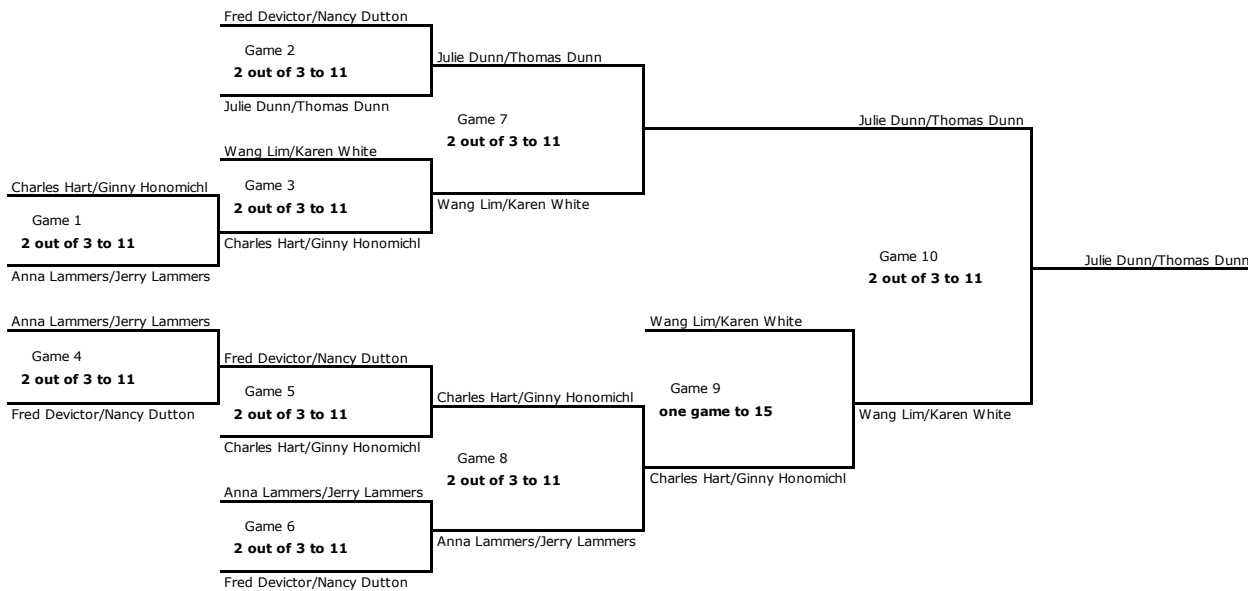 Fred Devictor/Nancy Dutton
Game 2
2 out of 3 to 11
Julie Dunn/Thomas Dunn
Julie Dunn/Thomas Dunn
Game 7
2 out of 3 to 11
Julie Dunn/Thomas Dunn
Wang Lim/Karen White
Charles Hart/Ginny Honomichl
Game 3
2 out of 3 to 11
Wang Lim/Karen White
Game 1
2 out of 3 to 11
Charles Hart/Ginny Honomichl
Anna Lammers/Jerry Lammers
Game 10
2 out of 3 to 11
Julie Dunn/Thomas Dunn
Anna Lammers/Jerry Lammers
Wang Lim/Karen White
Game 4
2 out of 3 to 11
Fred Devictor/Nancy Dutton
Fred Devictor/Nancy Dutton
Game 5
2 out of 3 to 11
Charles Hart/Ginny Honomichl
Charles Hart/Ginny Honomichl
Game 9
one game to 15
Wang Lim/Karen White
Game 8
2 out of 3 to 11
Charles Hart/Ginny Honomichl
Anna Lammers/Jerry Lammers
Game 6
2 out of 3 to 11
Anna Lammers/Jerry Lammers
Fred Devictor/Nancy Dutton